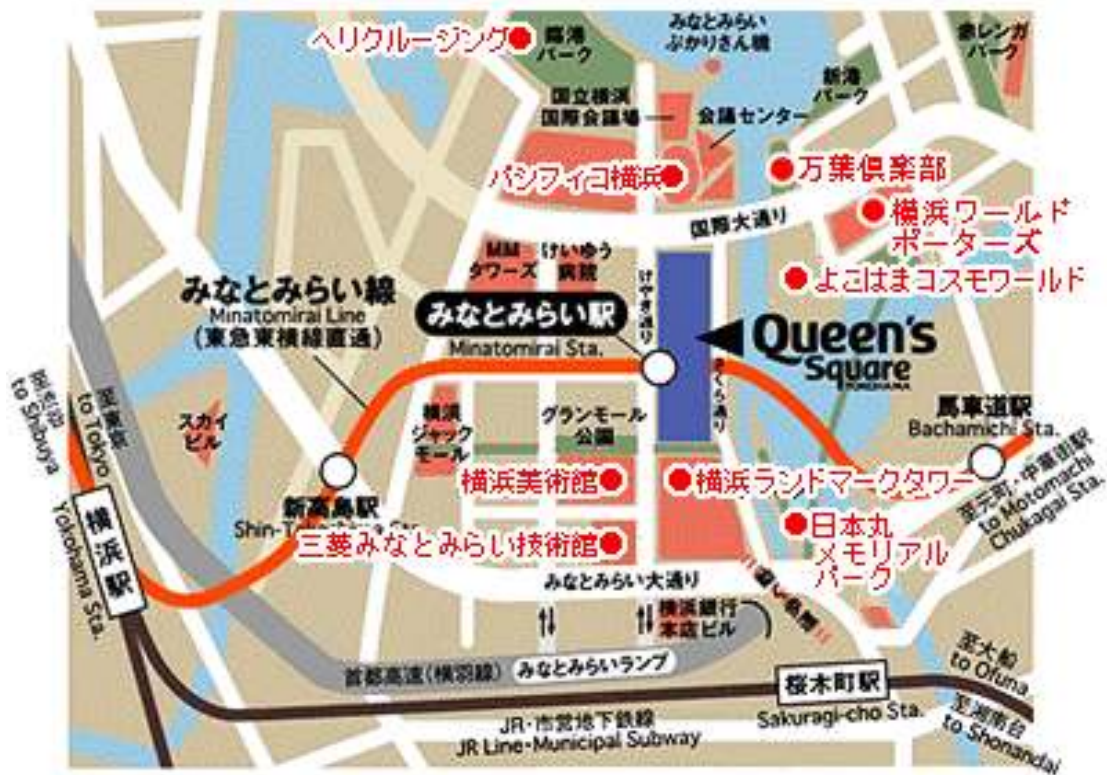 ヘリクルージング
臨港
パーク
みなとみらい
ぷかりさん橋
赤レンガ
パーク
新港
パーク
国立横浜
国際会議場
会議センター
パシフィコ横浜
万葉倶楽部
横浜ワールド
ポーターズ
国際大通り
MM
タワーズ
けいゆう
病院
けやき通り
よこはまコスモワールド
みなとみらい線
Minatomirai Line
(東急東横線直通)
みなとみらい駅
Minatomirai Sta.
Queen's
Square
YOKOHAMA
さくら通り
to Shibuya
至東京
to Tokyo
スカイ
ビル
横浜
ジャック
モール
グランモール
公園
馬車道駅
Bachamichi Sta.
横浜美術館
横浜ランドマークタワー
新高島駅
至元町・中華街駅
to Motomachi
Chukagai Sta.
三菱みなとみらい技術館
日本丸
メモリアル
パーク
横浜駅
Yokohama Sta.
みなとみらい大通り
横浜銀行
本店ビル
首都高速(横羽線)
みなとみらいランプ
桜木町駅
Sakuragi-cho Sta.
至大船
to Ofuna
至湘南台
to Shonandai
JR・市営地下鉄線
JR Line・Municipal Subway